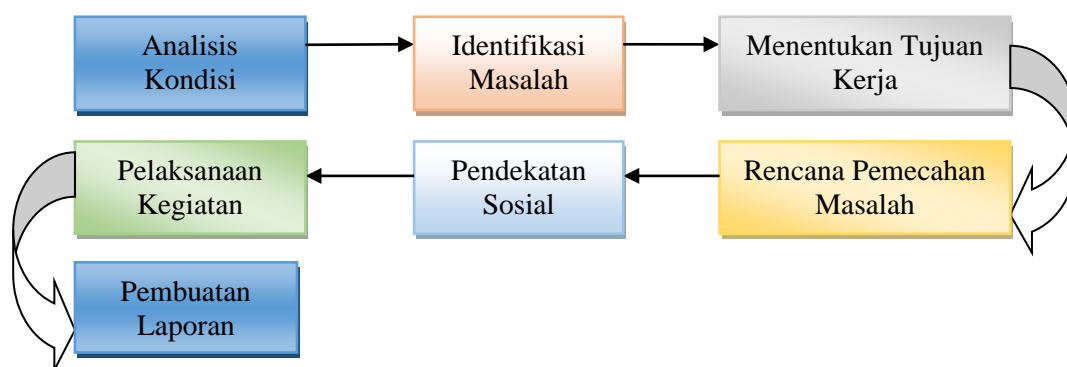 Analisis
Kondisi
Identifikasi
Masalah
Menentukan Tujuan
Kerja
Rencana Pemecahan
Masalah
Pendekatan
Sosial
Pelaksanaan
Kegiatan
Pembuatan
Laporan